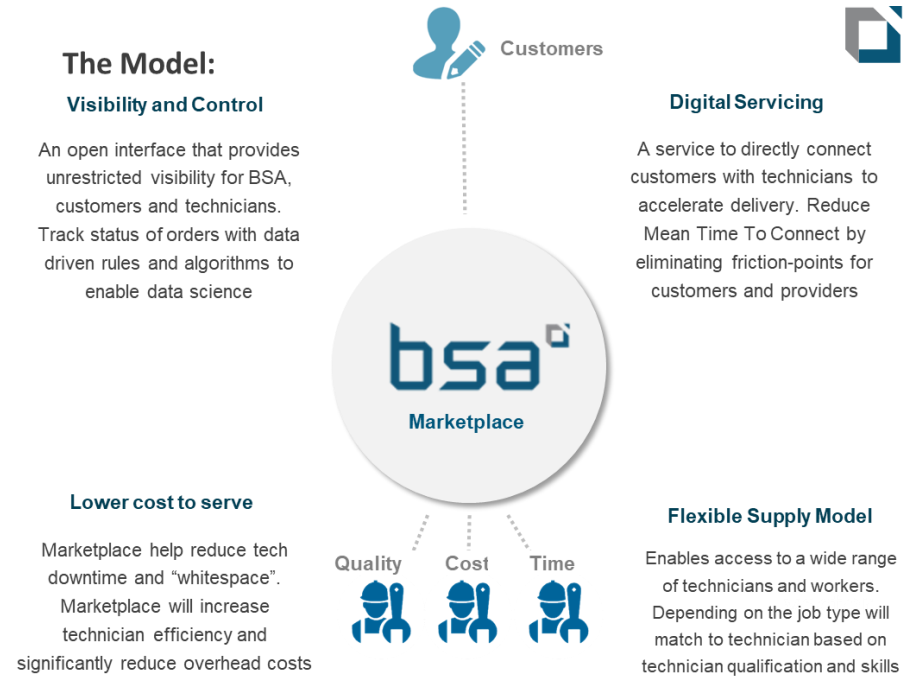 The Model:
Customers
Visibility and Control
An open interface that provides
unrestricted visibility for BSA,
customers and technicians.
Track status of orders with data
driven rules and algorithms to
enable data science
Digital Servicing
A service to directly connect
customers with technicians to
accelerate delivery. Reduce
Mean Time To Connect by
eliminating friction-points for
customers and providers
bsa
Marketplace
Lower cost to serve
Marketplace help reduce tech
downtime and “whitespace”.
Marketplace will increase
technician efficiency and
significantly reduce overhead costs
Quality
Cost
Time
Flexible Supply Model
Enables access to a wide range
of technicians and workers.
Depending on the job type will
match to technician based on
technician qualification and skills